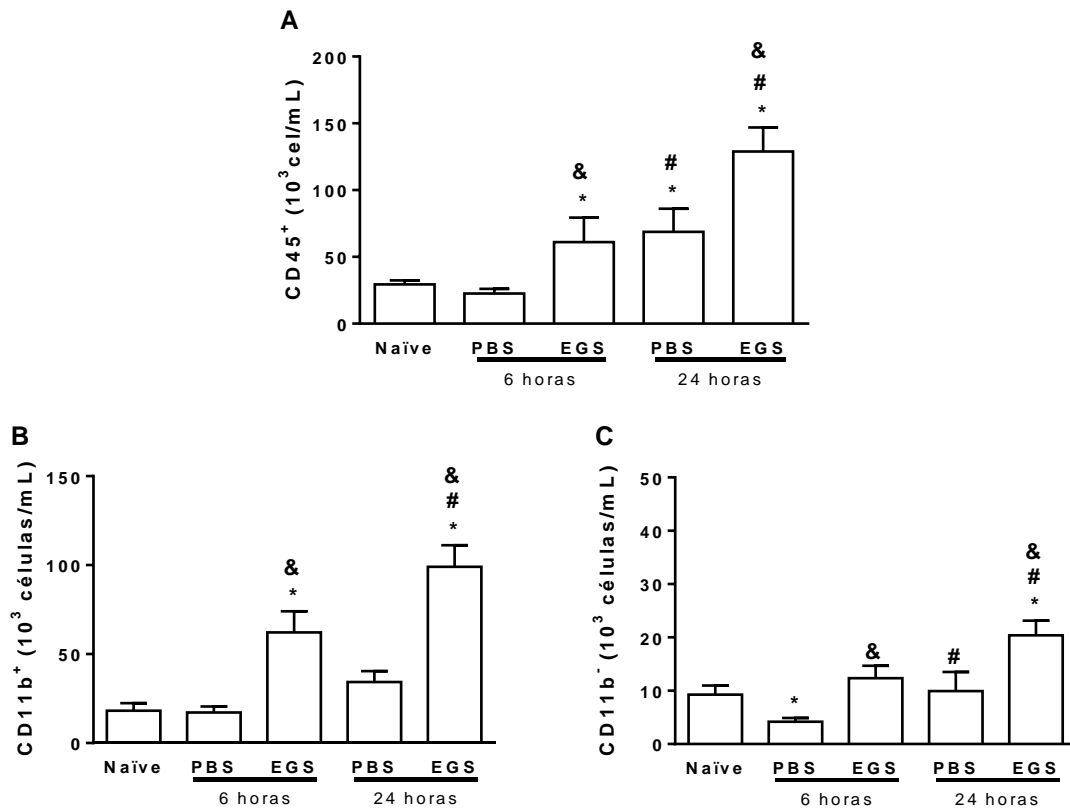 A
CD45⁺ (10³cel/mL)
200
150
100
50
0
&
*
#
*
&
#
*
Naïve PBS EGS PBS EGS
6 horas 24 horas
B
CD11b⁺ (10³ células/mL)
150
100
50
0
&
*
&
#
*
Naïve PBS EGS PBS EGS
6 horas 24 horas
C
CD11b⁻ (10³ células/mL)
50
40
30
20
10
0
*
&
#
&
#
*
Naïve PBS EGS PBS EGS
6 horas 24 horas